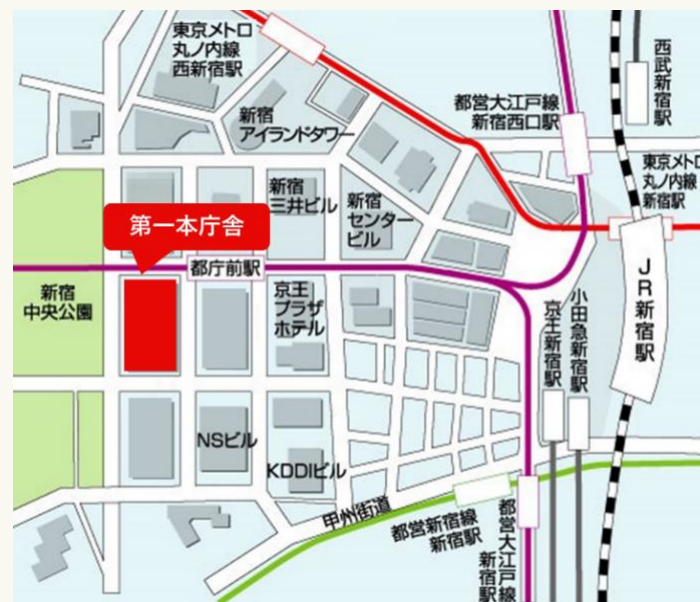 東京メトロ
丸ノ内線
西新宿駅
西武新宿駅
都営大江戸線
新宿西口駅
新宿
アイランドタワー
東京メトロ
丸ノ内線
新宿駅
新宿
三井ビル
新宿
センター
ビル
第一本庁舎
都庁前駅
新宿
中央公園
京王
プラザ
ホテル
JR新宿駅
小田急新宿駅
京王新宿駅
NSビル
KDDIビル
甲州街道
都営新宿線
新宿駅
都営大江戸線
新宿駅